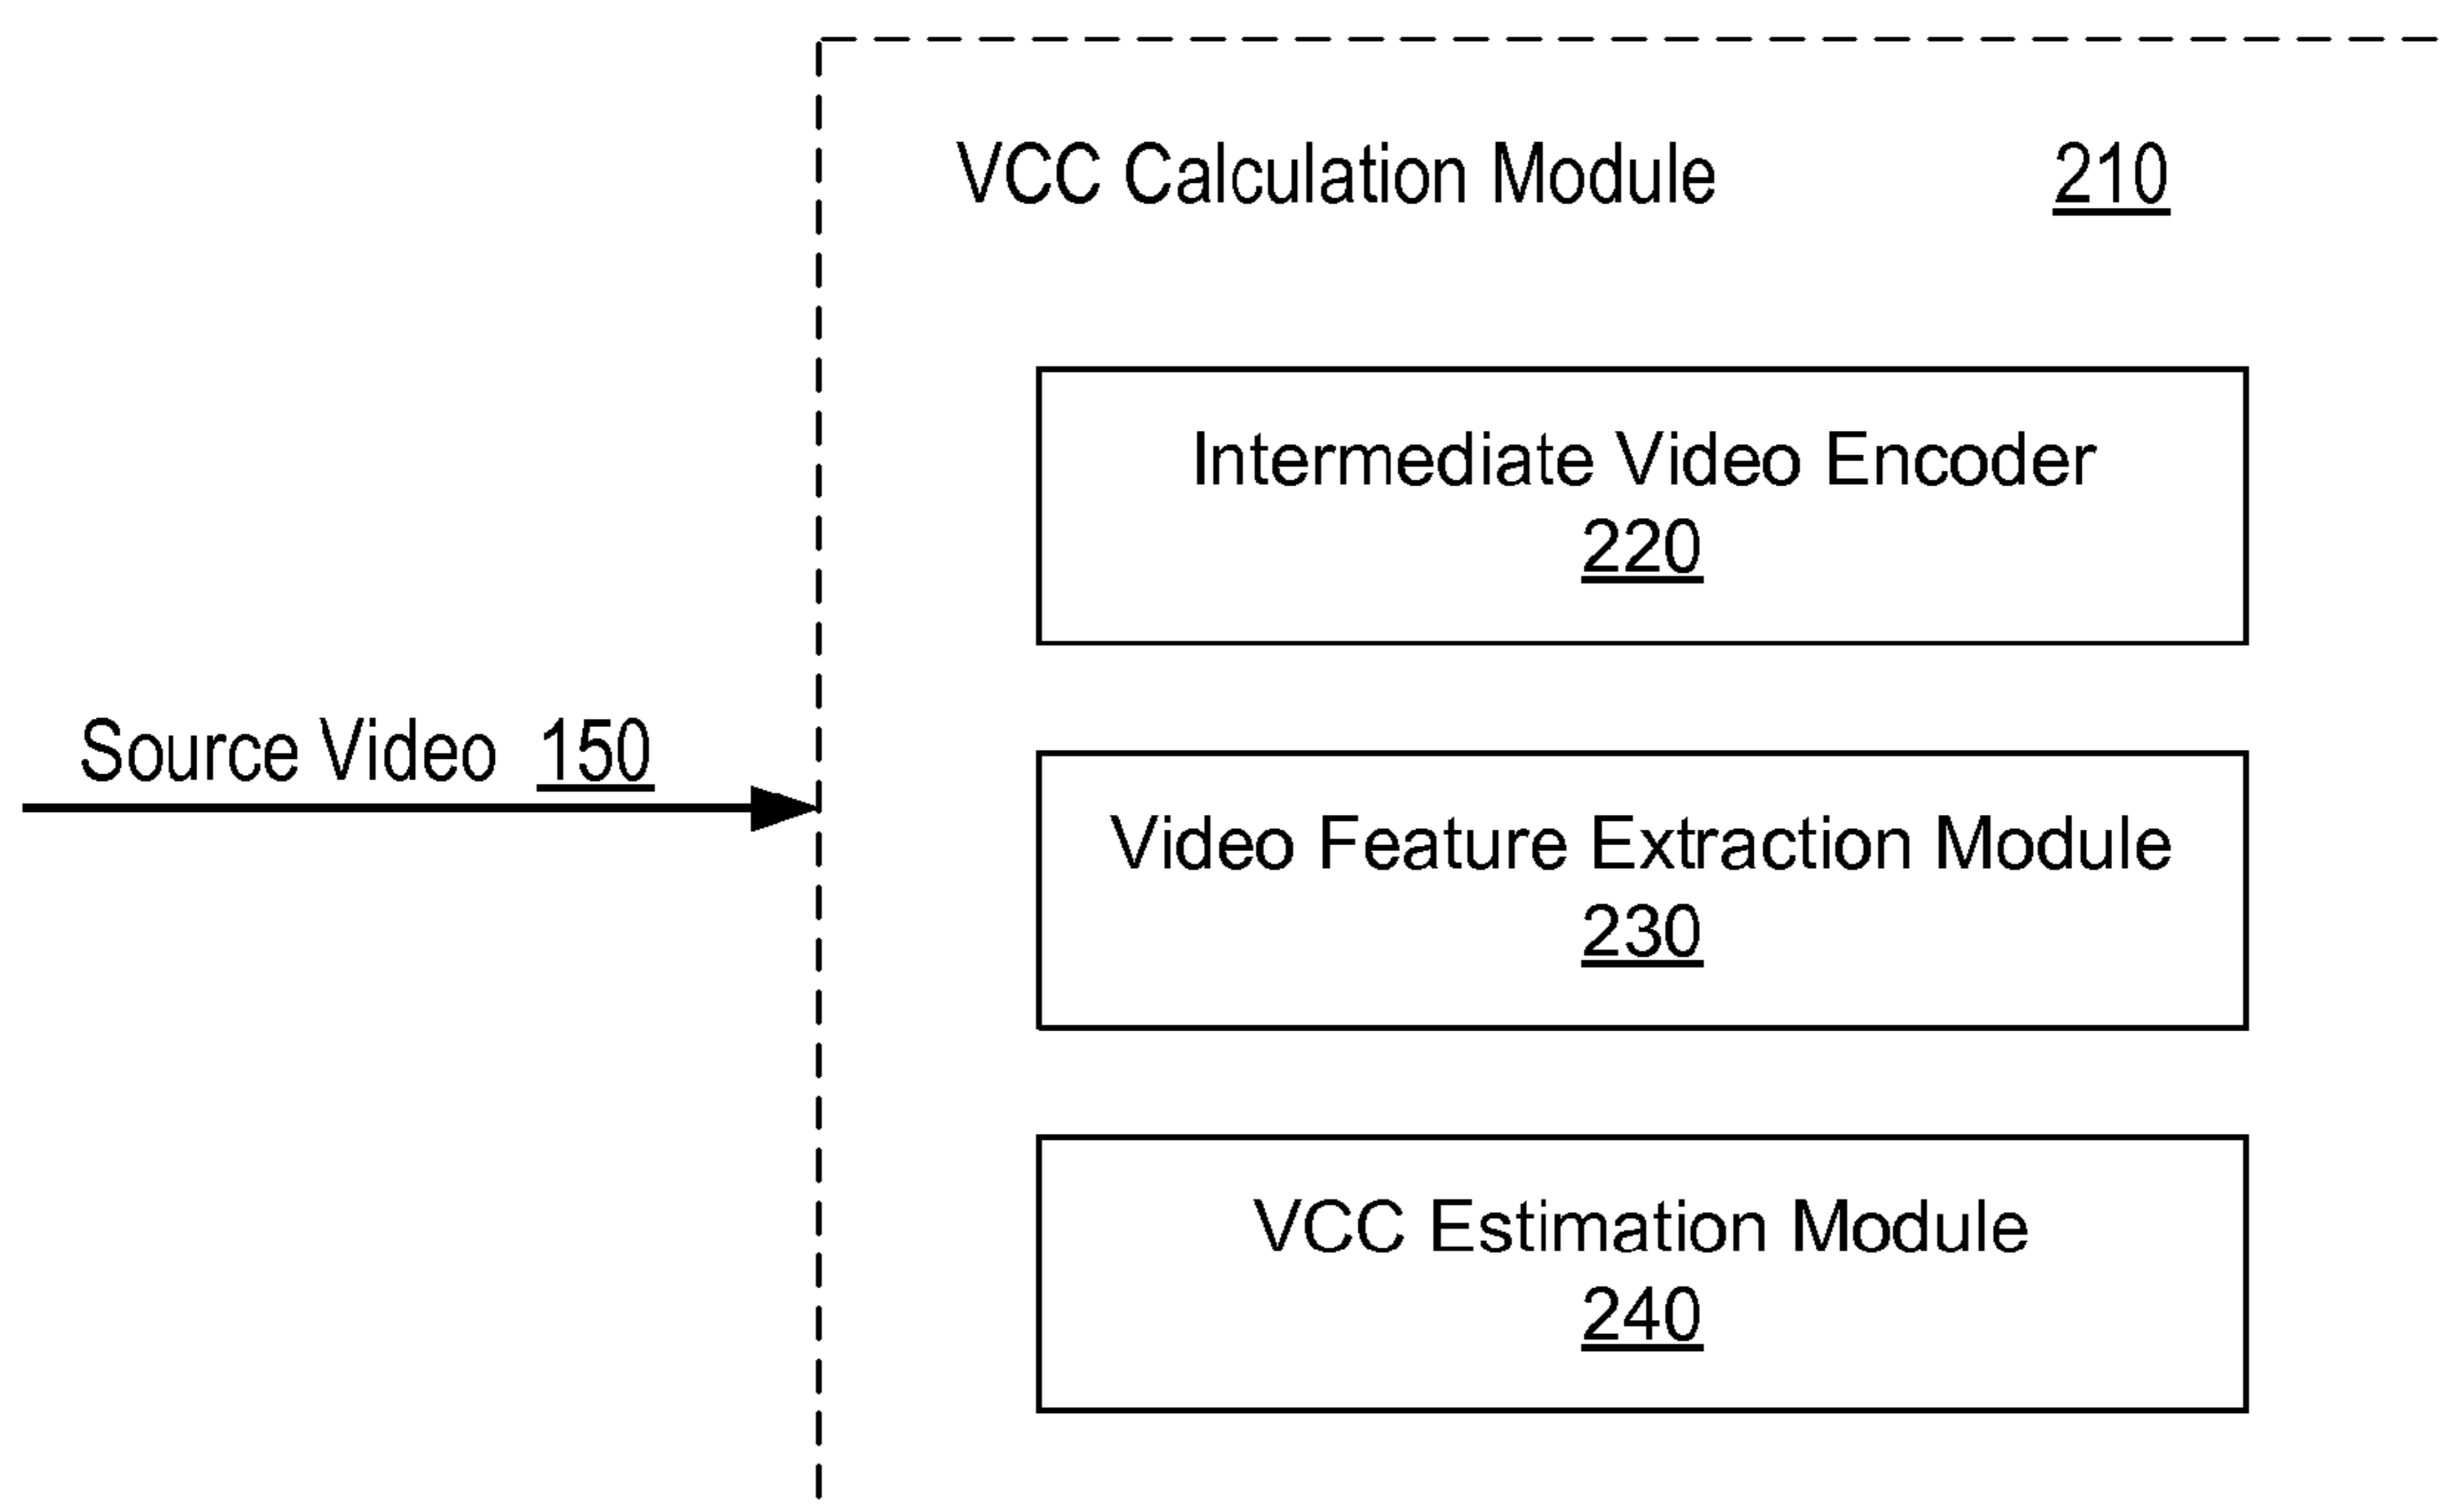 VCC Calculation Module 210
Intermediate Video Encoder
220
Source Video 150
Video Feature Extraction Module
230
VCC Estimation Module
240